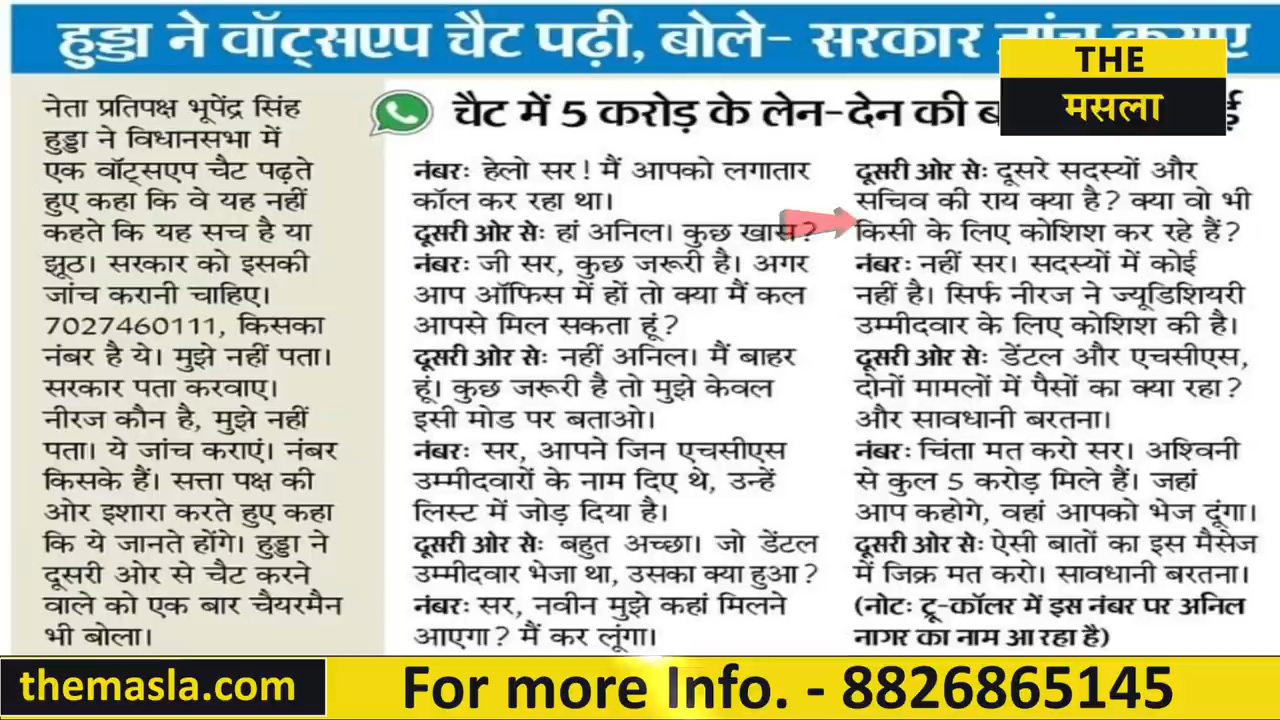 हुड्डा ने वॉट्सएप चैट पढ़ी, बोले- सरकार जांच कराए
THE
मसला
नेता प्रतिपक्ष भूपेंद्र सिंह
हुड्डा ने विधानसभा में
एक वॉट्सएप चैट पढ़ते
हुए कहा कि वे यह नहीं
कहते कि यह सच है या
झूठ। सरकार को इसकी
जांच करानी चाहिए।
7027460111, किसका
नंबर है ये। मुझे नहीं पता।
सरकार पता करवाए।
नीरज कौन है, मुझे नहीं
पता। ये जांच कराएं। नंबर
किसके हैं। सत्ता पक्ष की
ओर इशारा करते हुए कहा
कि ये जानते होंगे। हुड्डा ने
दूसरी ओर से चैट करने
वाले को एक बार चैयरमैन
भी बोला।
चैट में 5 करोड़ के लेन-देन की
नंबर: हेलो सर! मैं आपको लगातार
कॉल कर रहा था।
दूसरी ओर से: हां अनिल। कुछ खास?
नंबर: जी सर, कुछ जरूरी है। अगर
आप ऑफिस में हों तो क्या मैं कल
आपसे मिल सकता हूं?
दूसरी ओर से: नहीं अनिल। मैं बाहर
हूं। कुछ जरूरी है तो मुझे केवल
इसी मोड पर बताओ।
नंबर: सर, आपने जिन एचसीएस
उम्मीदवारों के नाम दिए थे, उन्हें
लिस्ट में जोड़ दिया है।
दूसरी ओर से: बहुत अच्छा। जो डेंटल
उम्मीदवार भेजा था, उसका क्या हुआ?
नंबर: सर, नवीन मुझे कहां मिलने
आएगा? मैं कर लूंगा।
दूसरी ओर से: दूसरे सदस्यों और
सचिव की राय क्या है? क्या वो भी
किसी के लिए कोशिश कर रहे हैं?
नंबर: नहीं सर। सदस्यों में कोई
नहीं है। सिर्फ नीरज ने ज्यूडिशियरी
उम्मीदवार के लिए कोशिश की है।
दूसरी ओर से: डेंटल और एचसीएस,
दोनों मामलों में पैसों का क्या रहा?
और सावधानी बरतना।
नंबर: चिंता मत करो सर। अश्विनी
से कुल 5 करोड़ मिले हैं। जहां
आप कहोगे, वहां आपको भेज दूंगा।
दूसरी ओर से: ऐसी बातों का इस मैसेज
में जिक्र मत करो। सावधानी बरतना।
(नोट: ट्रू-कॉलर में इस नंबर पर अनिल
नागर का नाम आ रहा है)
themasla.com
For more Info. - 8826865145